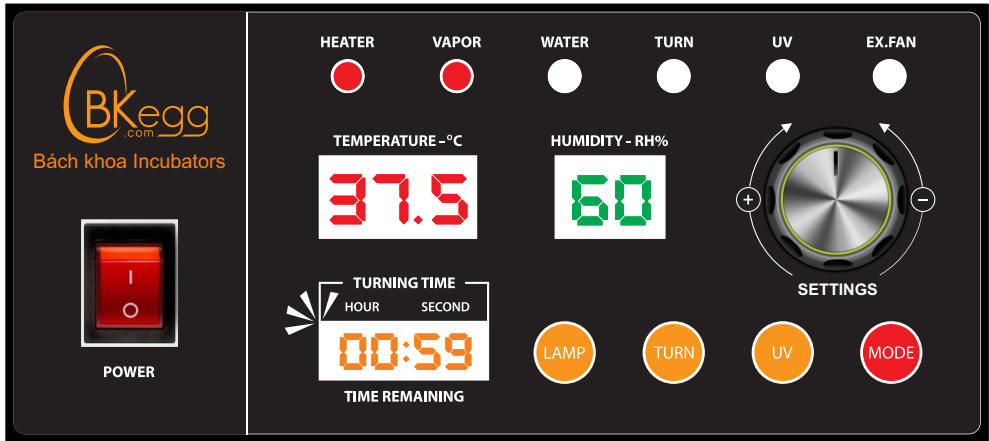 BKegg
.com
Bách khoa Incubators
POWER
HEATER VAPOR WATER TURN UV EX.FAN
TEMPERATURE-°C HUMIDITY - RH%
37.5 60
+ −
SETTINGS
TURNING TIME
HOUR SECOND
00:59
TIME REMAINING
LAMP TURN UV MODE